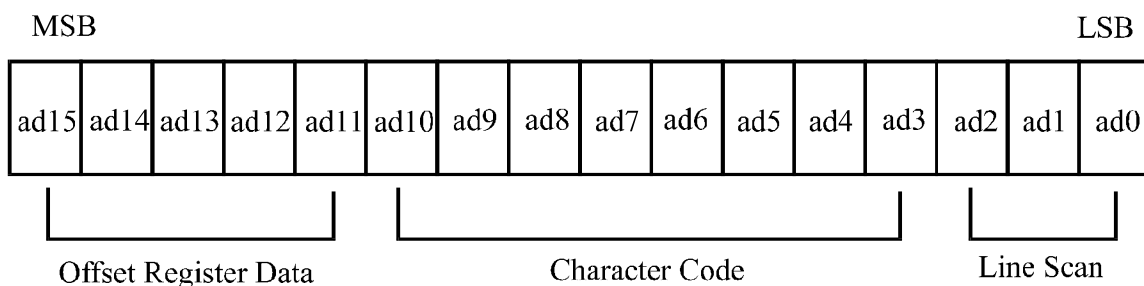 MSB LSB
ad15 ad14 ad13 ad12 ad11 ad10 ad9 ad8 ad7 ad6 ad5 ad4 ad3 ad2 ad1 ad0
Offset Register Data Character Code Line Scan